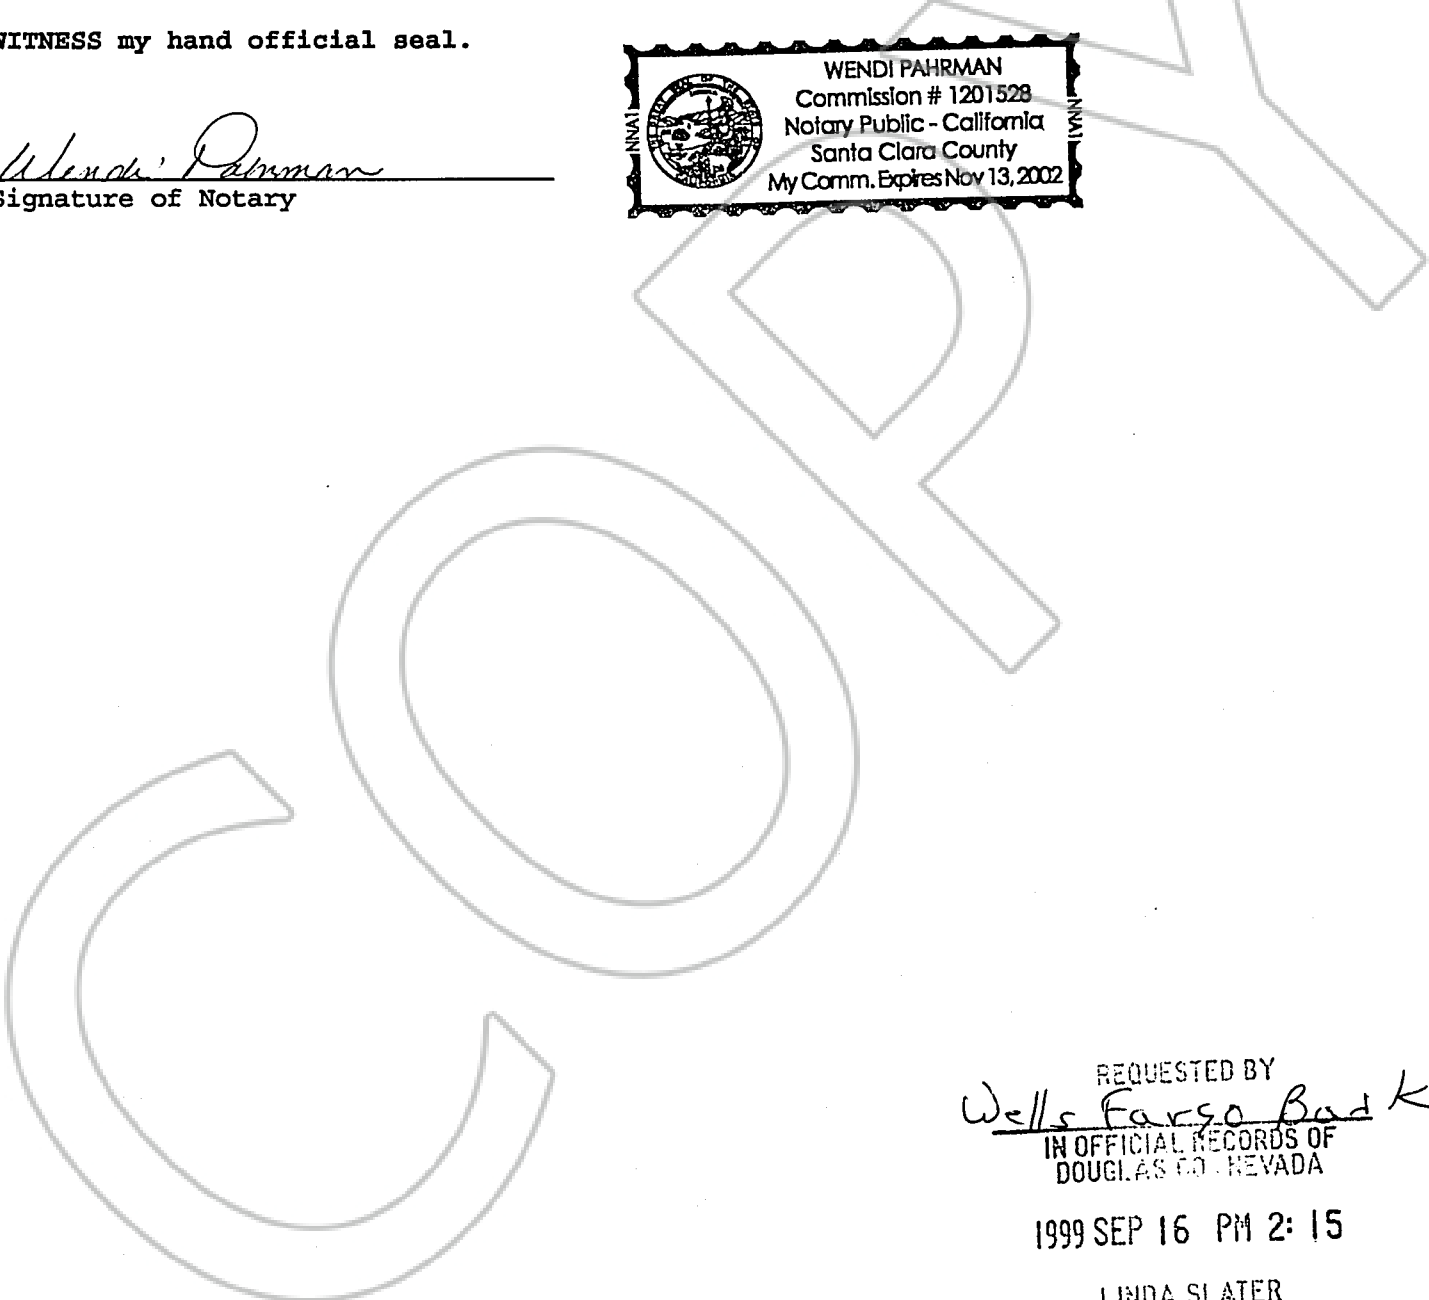 WITNESS my hand official seal.
WENDI PAHRMAN
Commission # 1201528
Notary Public - California
Santa Clara County
My Comm. Expires Nov 13, 2002
NNA1
NNA1
Wendi Pahrman
Signature of Notary
COPY
REQUESTED BY
Wells Fargo Bank
IN OFFICIAL RECORDS OF
DOUGLAS CO. NEVADA
1999 SEP 16 PM 2: 15
LINDA SLATER